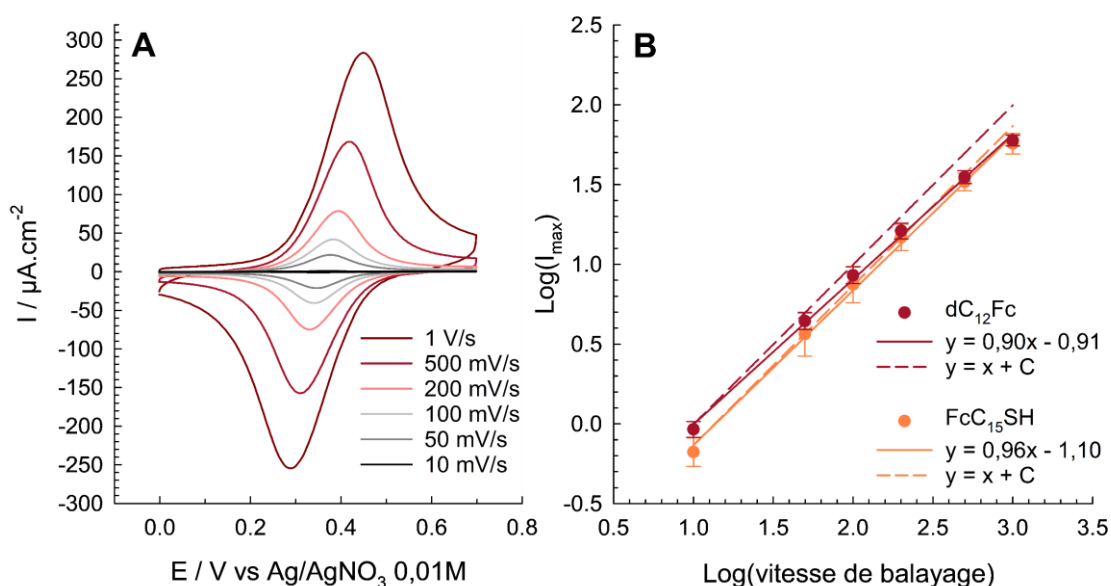 A
300
250
200
150
100
50
0
-50
-100
-150
-200
-250
-300
I / µA.cm⁻²
1 V/s
500 mV/s
200 mV/s
100 mV/s
50 mV/s
10 mV/s
0.0 0.2 0.4 0.6 0.8
E / V vs Ag/AgNO₃ 0,01M
B
2.5
2.0
1.5
1.0
0.5
0.0
-0.5
Log(Iₘₐₓ)
dC₁₂Fc
y = 0,90x - 0,91
y = x + C
FcC₁₅SH
y = 0,96x - 1,10
y = x + C
0.5 1.0 1.5 2.0 2.5 3.0 3.5
Log(vitesse de balayage)